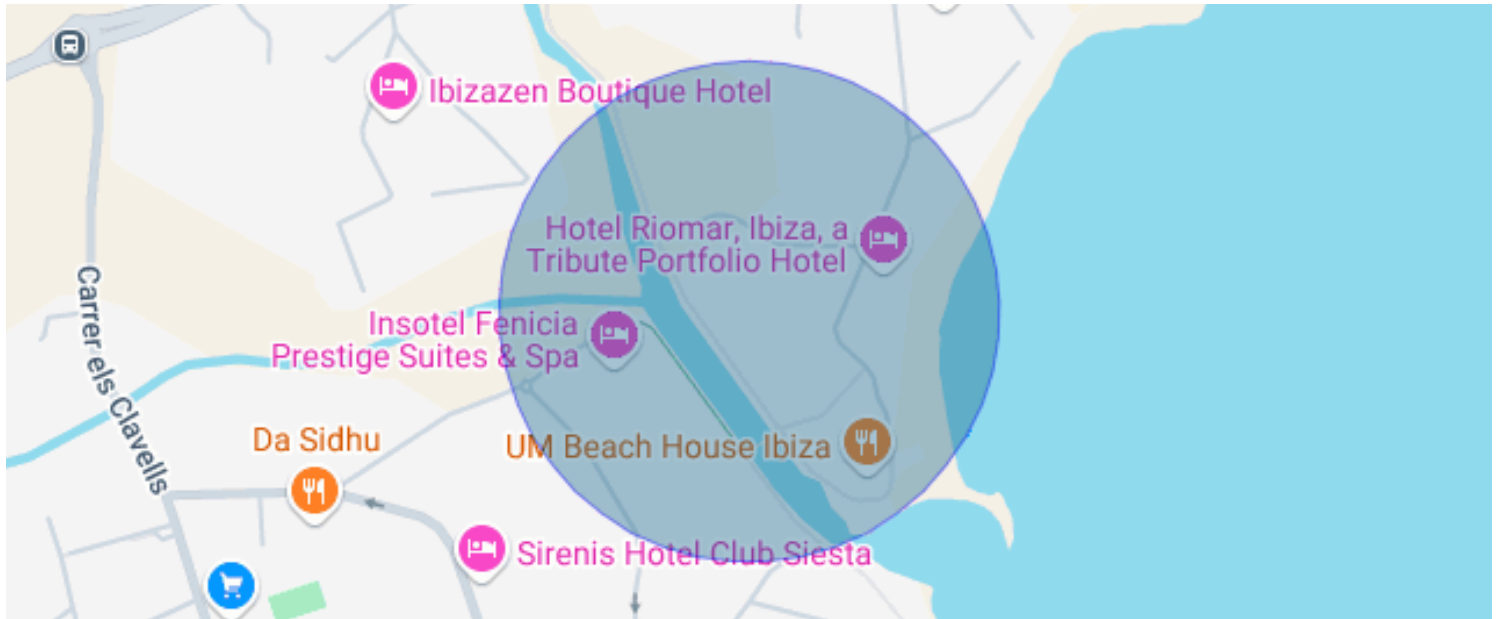 Ibizazen Boutique Hotel
Hotel Riomar, Ibiza, a
Tribute Portfolio Hotel
Insotel Fenicia
Prestige Suites & Spa
Carrer els Clavells
Da Sidhu
UM Beach House Ibiza
Sirenis Hotel Club Siesta